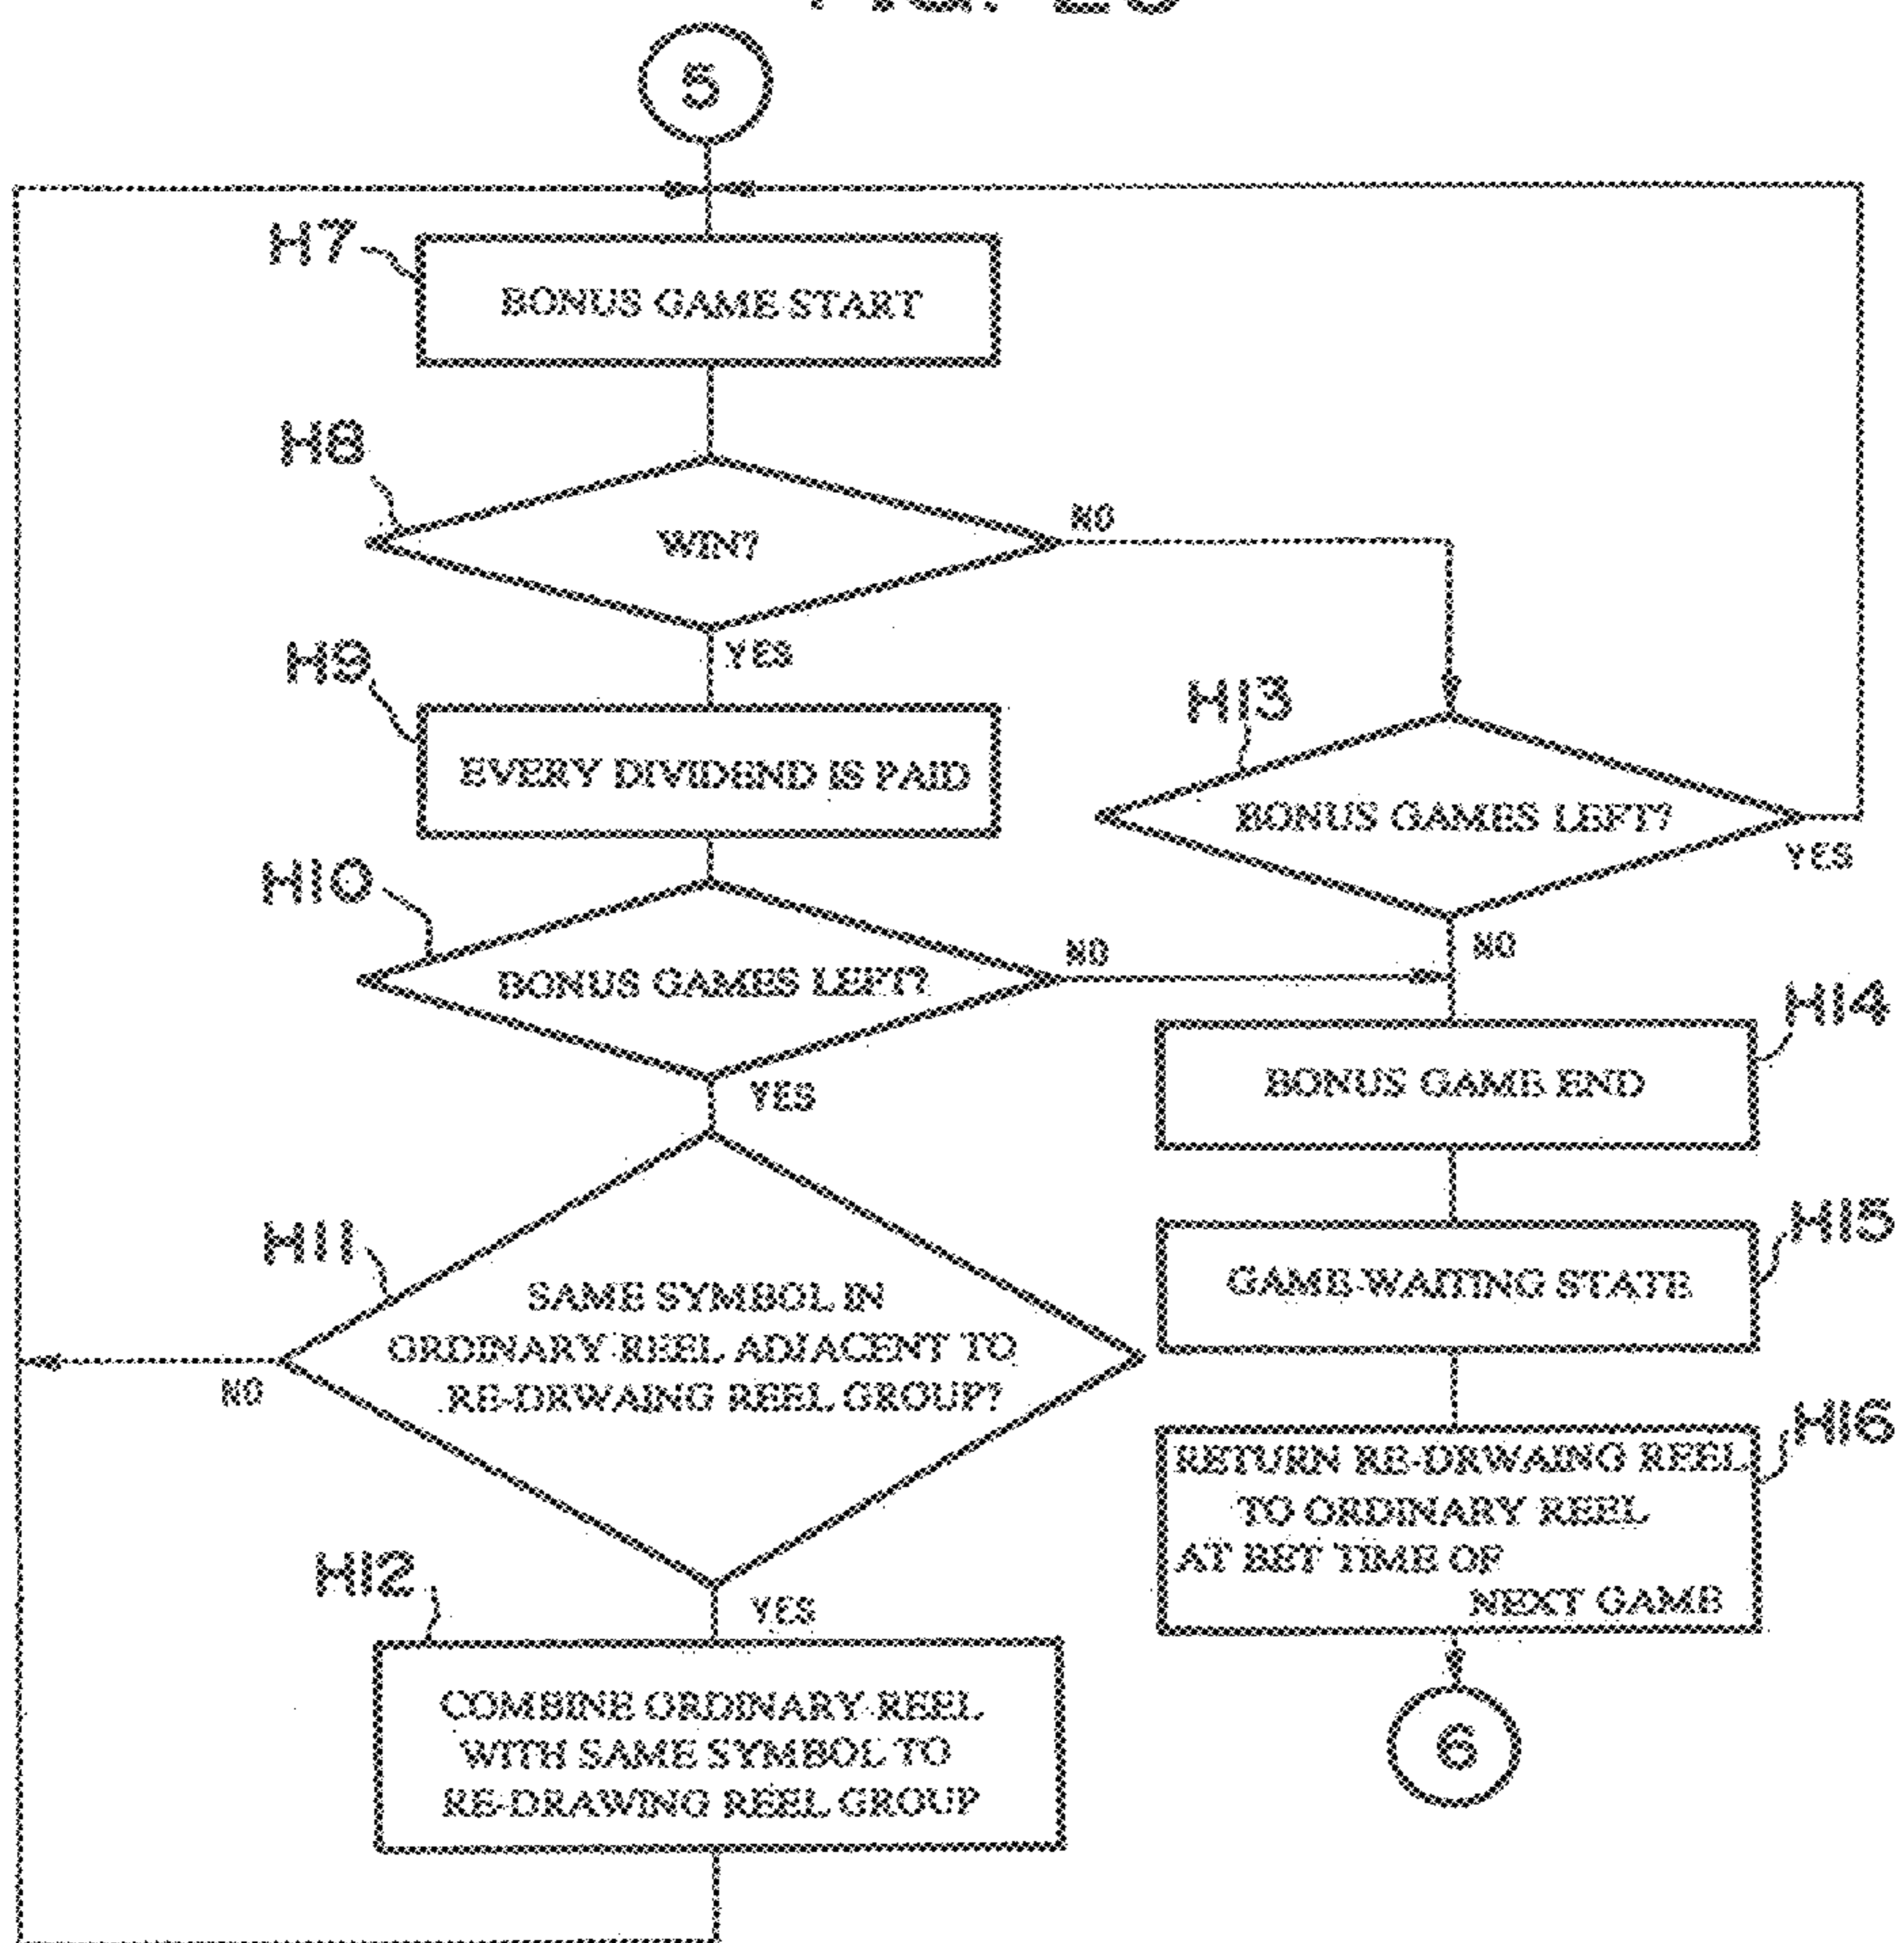 5
H7
BONUS GAME START
H8
WIN?
NO
YES
H9
EVERY DIVIDEND IS PAID
H13
BONUS GAMES LEFT?
YES
NO
H10
BONUS GAMES LEFT?
NO
YES
H14
BONUS GAME END
H11
SAME SYMBOL IN
ORDINARY REEL ADJACENT TO
RE-DRWAING REEL GROUP?
NO
YES
H15
GAME-WAITING STATE
H16
RETURN RE-DRWAING REEL
TO ORDINARY REEL
AT BET TIME OF
NEXT GAME
H12
COMBINE ORDINARY REEL
WITH SAME SYMBOL TO
RE-DRAWING REEL GROUP
6